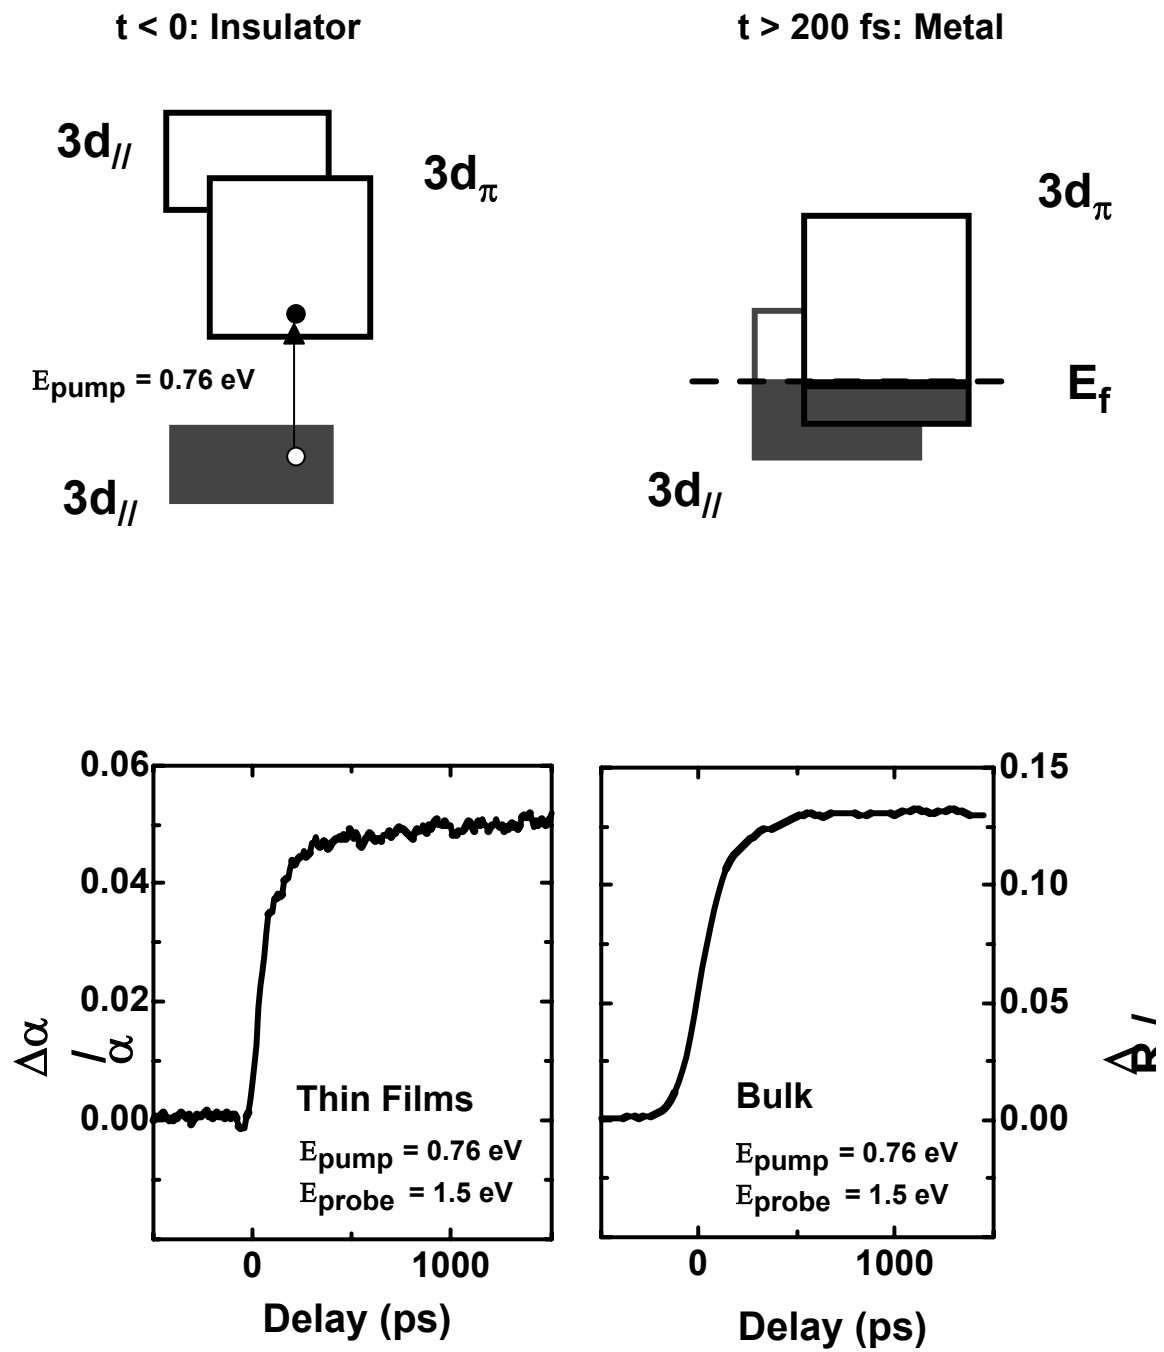 t < 0: Insulator
t > 200 fs: Metal
3d//
3dπ
Epump = 0.76 eV
3d//
3dπ
Ef
3d//
0.06
0.04
0.02
0.00
Δα
/
α
Thin Films
Epump = 0.76 eV
Eprobe = 1.5 eV
0
1000
Delay (ps)
0.15
0.10
0.05
0.00
Bulk
Epump = 0.76 eV
Eprobe = 1.5 eV
0
1000
Delay (ps)